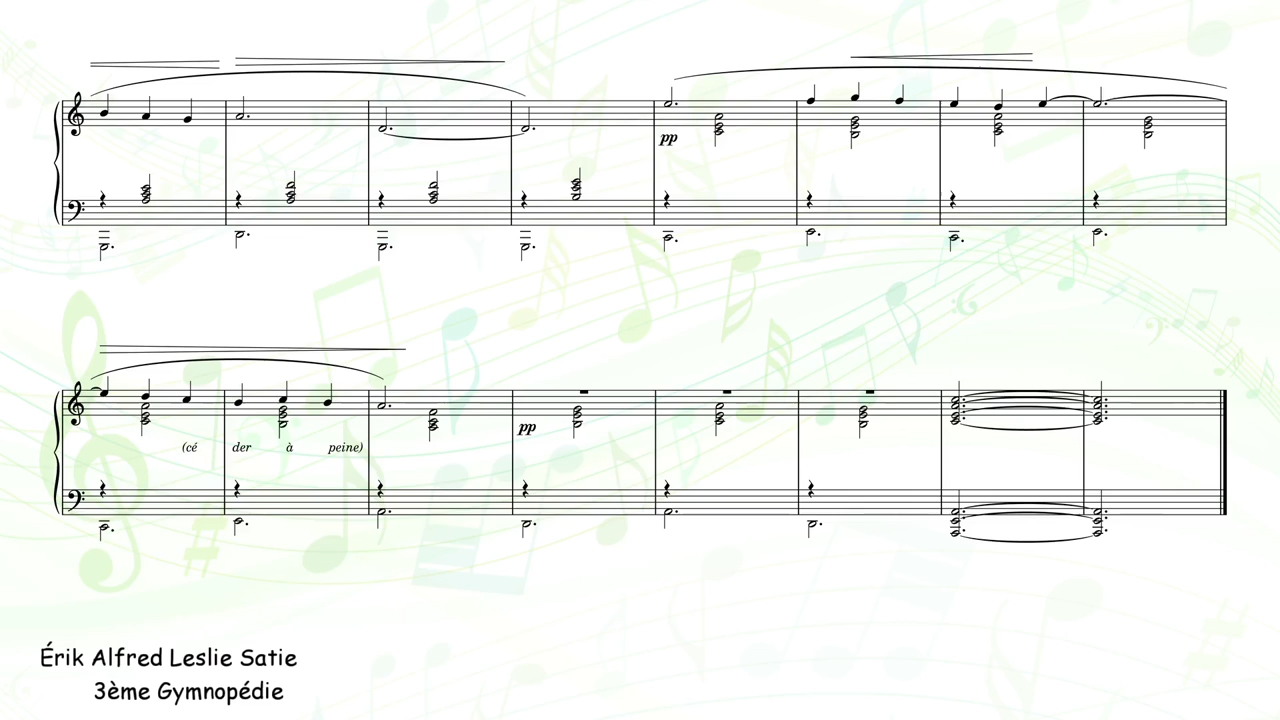 pp
(cé der à peine)
pp
Érik Alfred Leslie Satie
3ème Gymnopédie